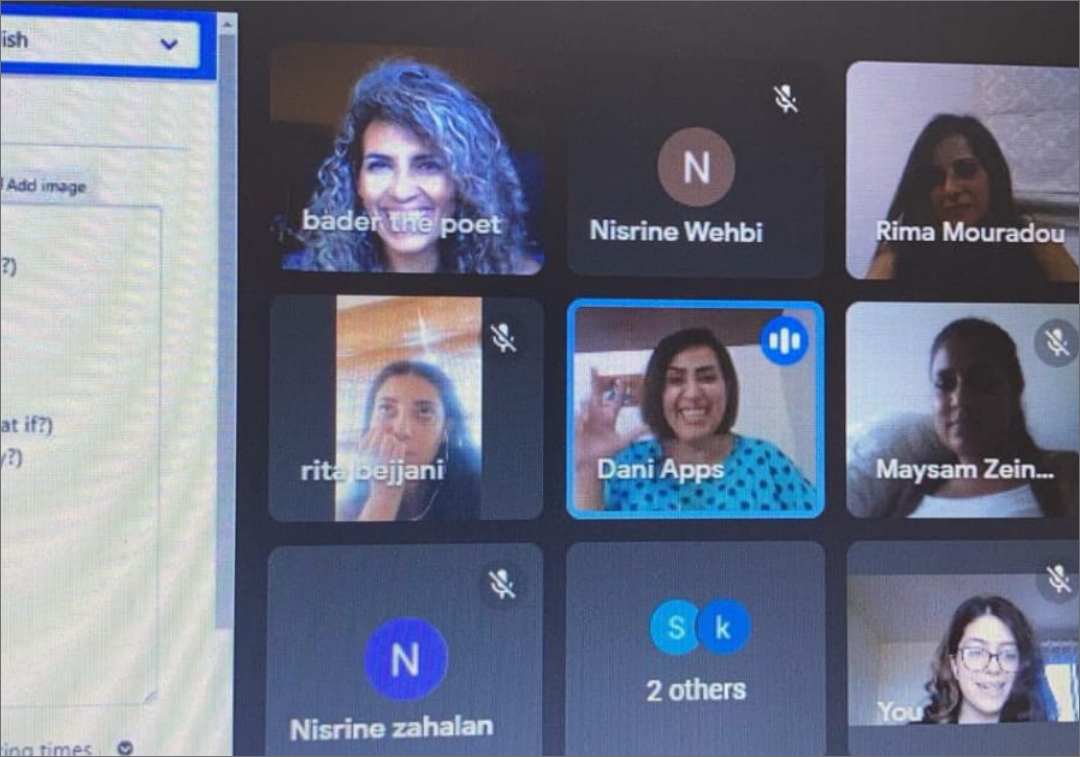 ish
Add image
?)
at if?)
y?)
ing times
bader the poet
N
Nisrine Wehbi
Rima Mouradou
rita bejjani
Dani Apps
Maysam Zein...
N
Nisrine zahalan
S k
2 others
You